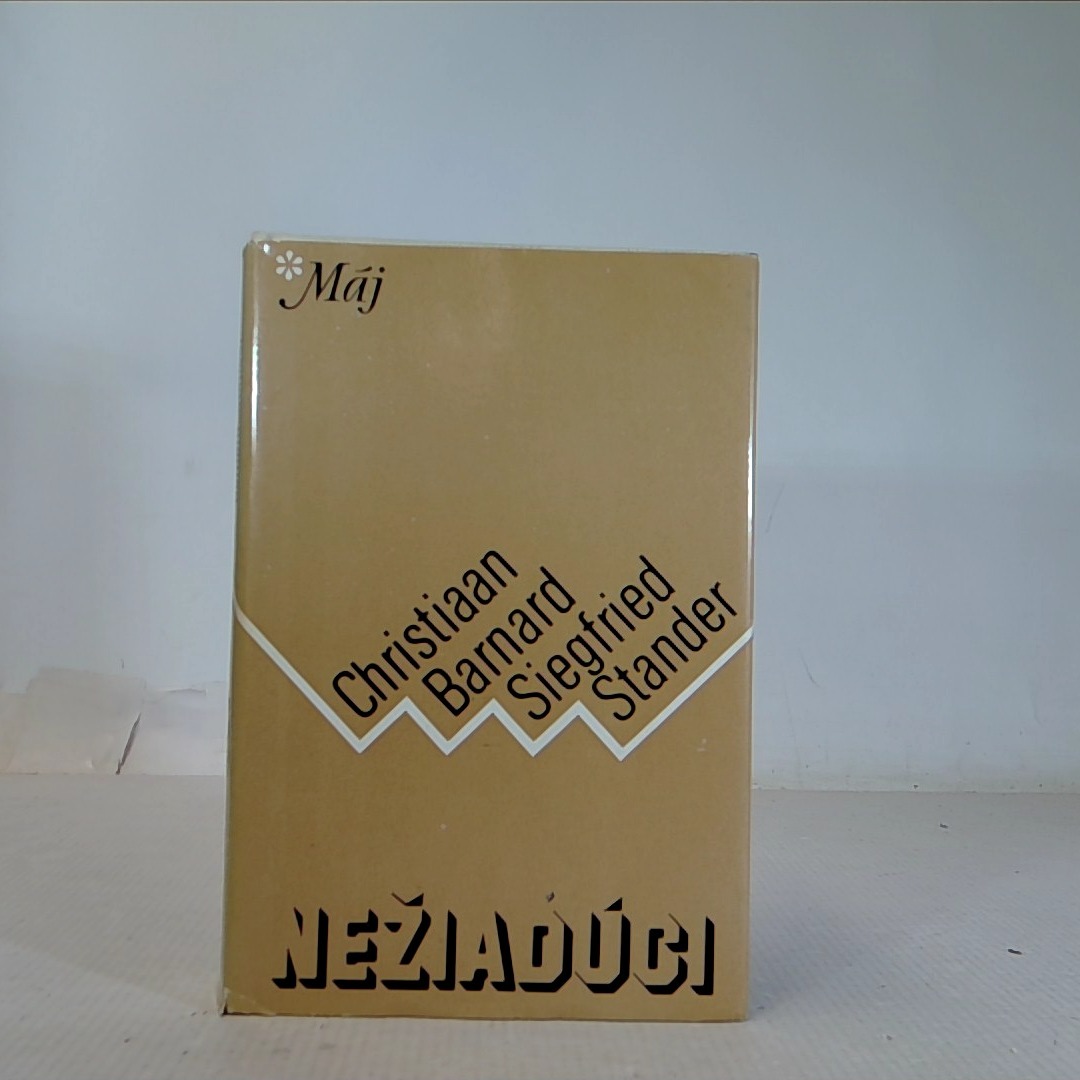 Máj
Christiaan
Barnard
Siegfried
Stander
NEŽIADÚCI